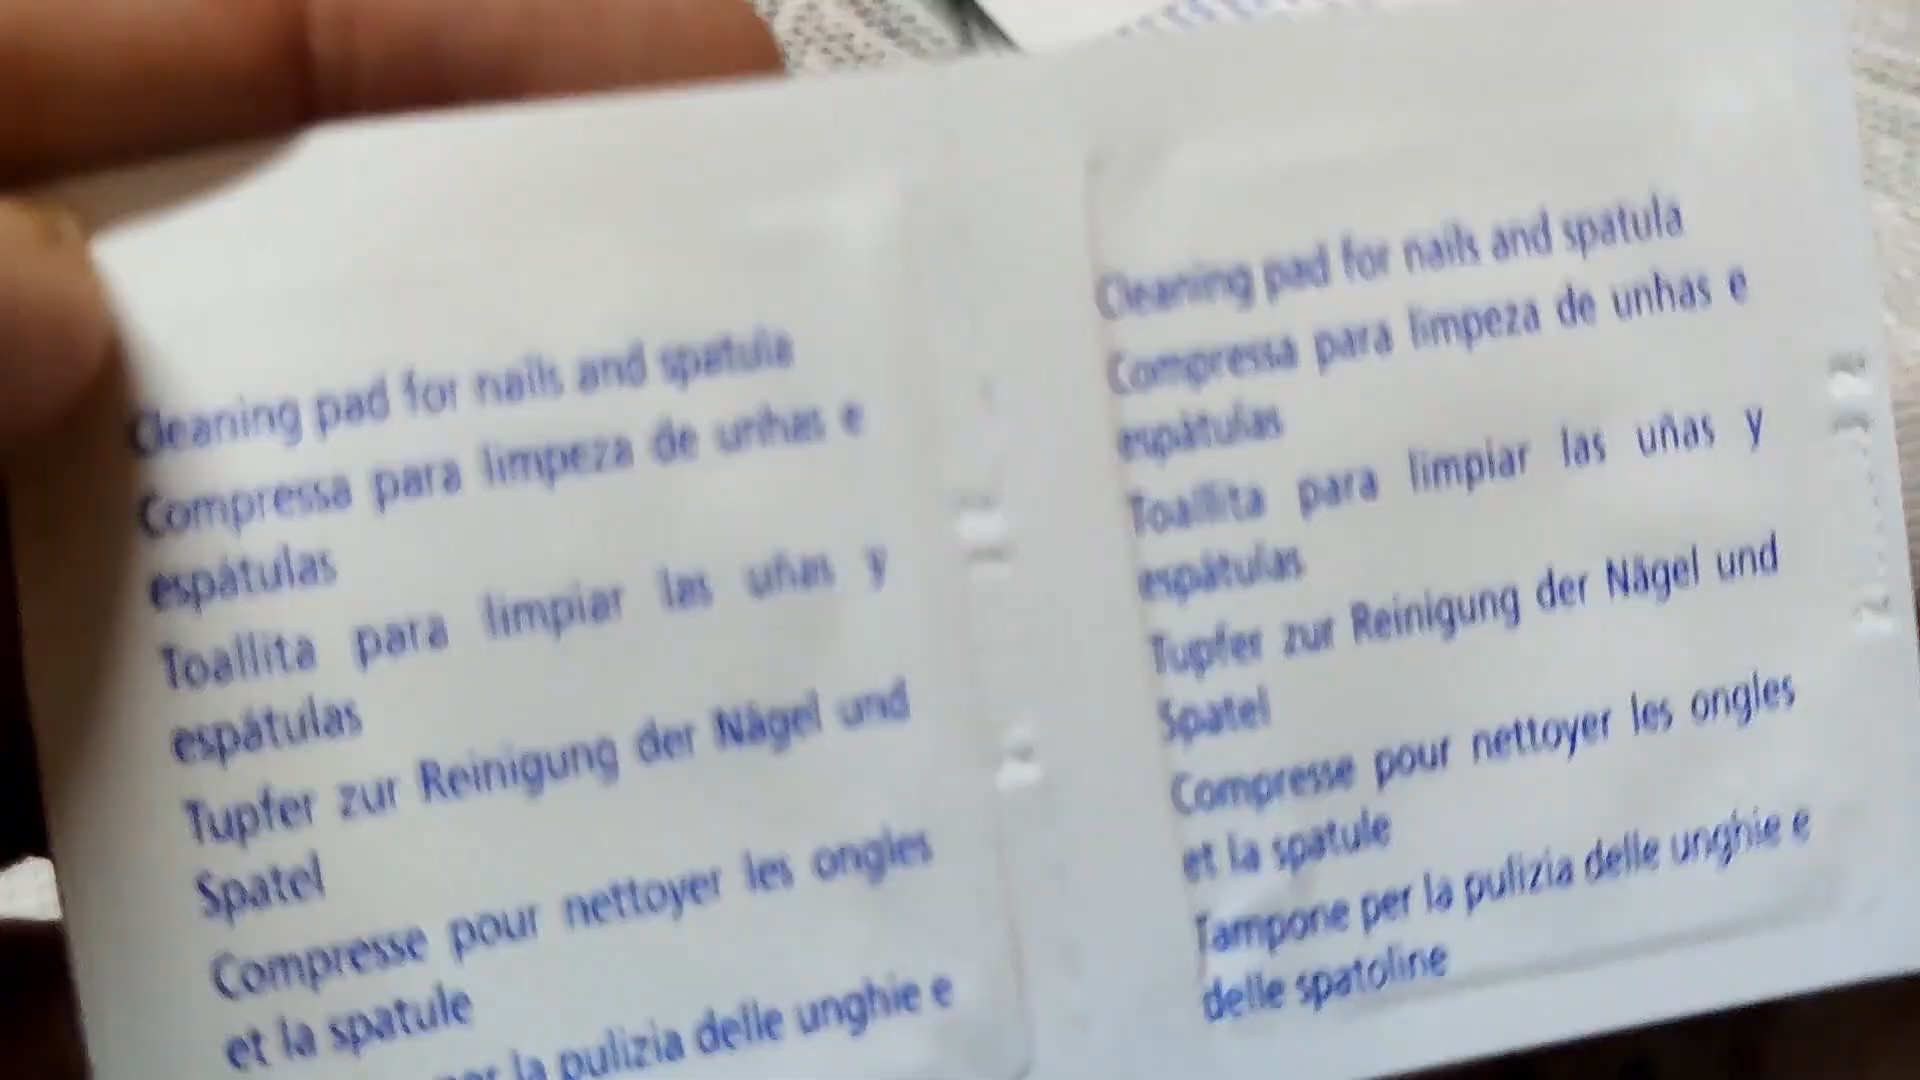 Cleaning pad for nails and spatula
Compressa para limpeza de unhas e
espátulas
Toallita para limpiar las uñas y
espátulas
Tupfer zur Reinigung der Nägel und
Spatel
Compresse pour nettoyer les ongles
et la spatule
la pulizia delle unghie e
Cleaning pad for nails and spatula
Compressa para limpeza de unhas e
espátulas
Toallita para limpiar las uñas y
espátulas
Tupfer zur Reinigung der Nägel und
Spatel
Compresse pour nettoyer les ongles
et la spatule
Tampone per la pulizia delle unghie e
delle spatoline